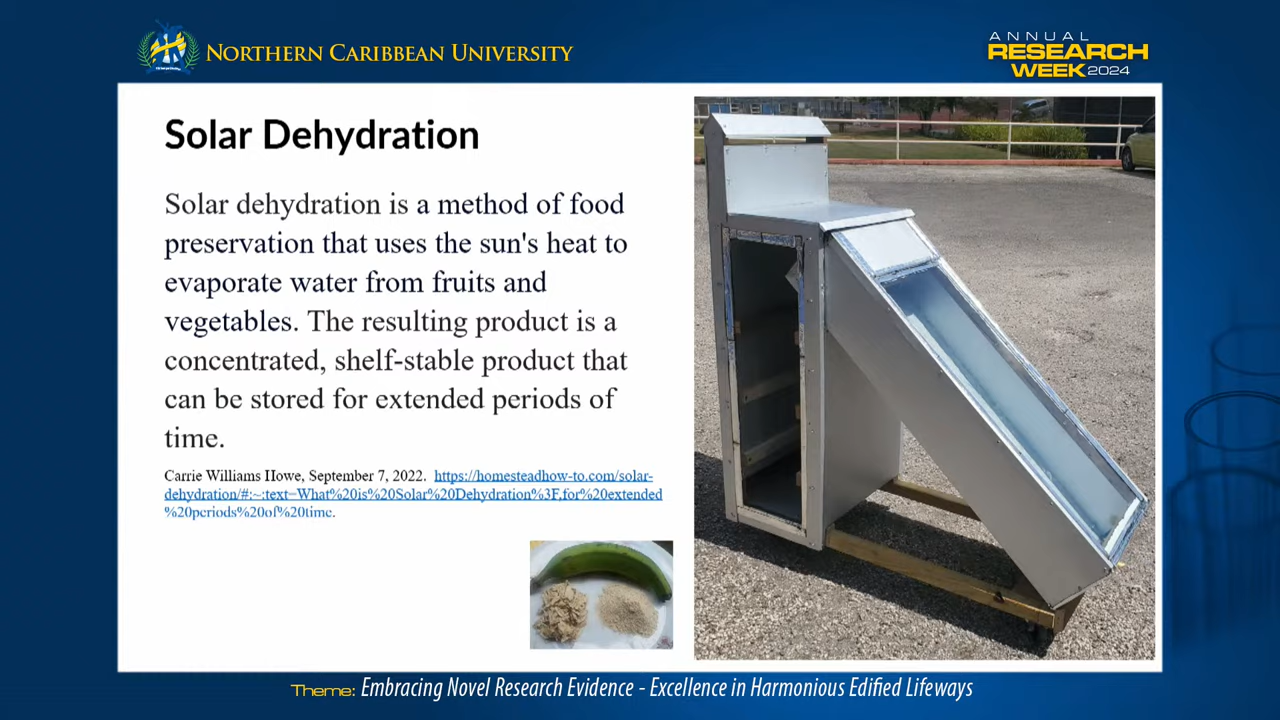 NORTHERN CARIBBEAN UNIVERSITY
ANNUAL
RESEARCH
WEEK 2024
Solar Dehydration
Solar dehydration is a method of food
preservation that uses the sun's heat to
evaporate water from fruits and
vegetables. The resulting product is a
concentrated, shelf-stable product that
can be stored for extended periods of
time.
Carrie Williams Howe, September 7, 2022. https://homesteadhow-to.com/solar-
dehydration/#:~:text=What%20is%20Solar%20Dehydration%3F,for%20extended
%20periods%20of%20time.
Theme: Embracing Novel Research Evidence - Excellence in Harmonious Edified Lifeways